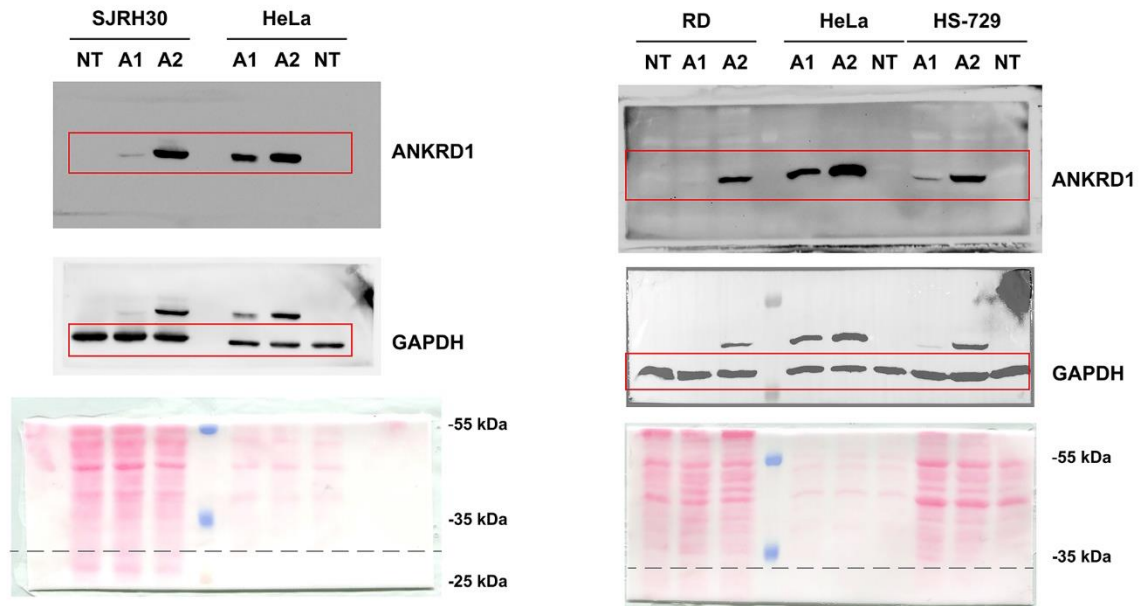 SJRH30 HeLa
NT A1 A2 A1 A2 NT
ANKRD1
GAPDH
-55 kDa
-35 kDa
-25 kDa
RD HeLa HS-729
NT A1 A2 A1 A2 NT A1 A2 NT
ANKRD1
GAPDH
-55 kDa
-35 kDa